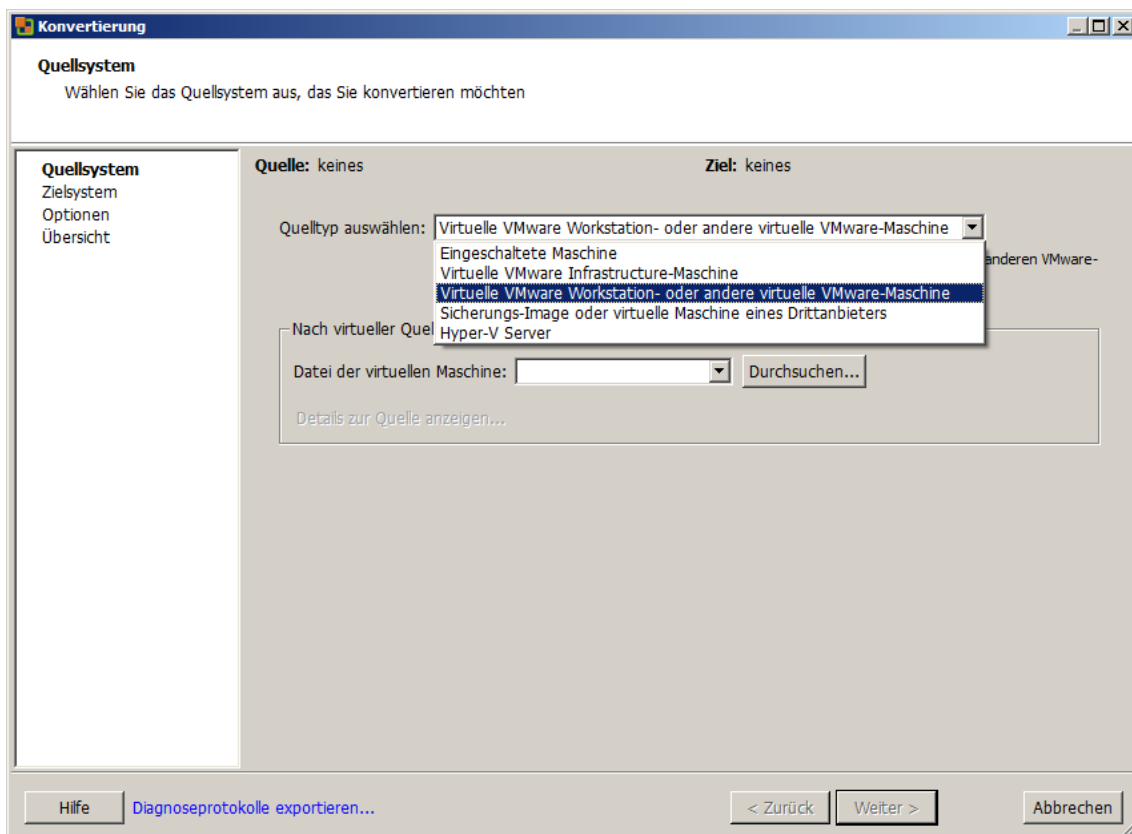 Konvertierung
Quellsystem
Wählen Sie das Quellsystem aus, das Sie konvertieren möchten
Quellsystem
Zielsystem
Optionen
Übersicht
Quelle: keines Ziel: keines
Quelltyp auswählen: Virtuelle VMware Workstation- oder andere virtuelle VMware-Maschine
Eingeschaltete Maschine
anderen VMware-
Virtuelle VMware Infrastructure-Maschine
Virtuelle VMware Workstation- oder andere virtuelle VMware-Maschine
Sicherungs-Image oder virtuelle Maschine eines Drittanbieters
Hyper-V Server
Nach virtueller Quel
Datei der virtuellen Maschine: Durchsuchen...
Details zur Quelle anzeigen...
Hilfe Diagnoseprotokolle exportieren... < Zurück Weiter > Abbrechen